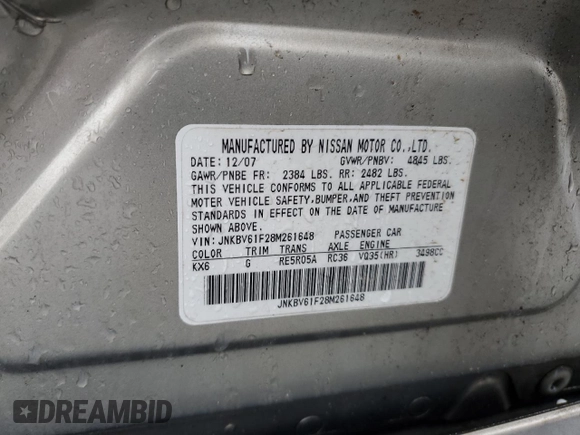 MANUFACTURED BY NISSAN MOTOR CO.,LTD.
DATE: 12/07 GVWR/PNBV: 4845 LBS.
GAWR/PNBE FR: 2384 LBS. RR: 2482 LBS.
THIS VEHICLE CONFORMS TO ALL APPLICABLE FEDERAL
MOTOR VEHICLE SAFETY,BUMPER,AND THEFT PREVENTION
STANDARDS IN EFFECT ON THE DATE OF MANUFACTURE
SHOWN ABOVE.
VIN: JNKBV61F28M261648 PASSENGER CAR
COLOR TRIM TRANS AXLE ENGINE
KX6 G RE5R05A RC36 VQ35(HR) 3498CC
JNKBV61F28M261648
DREAMBID